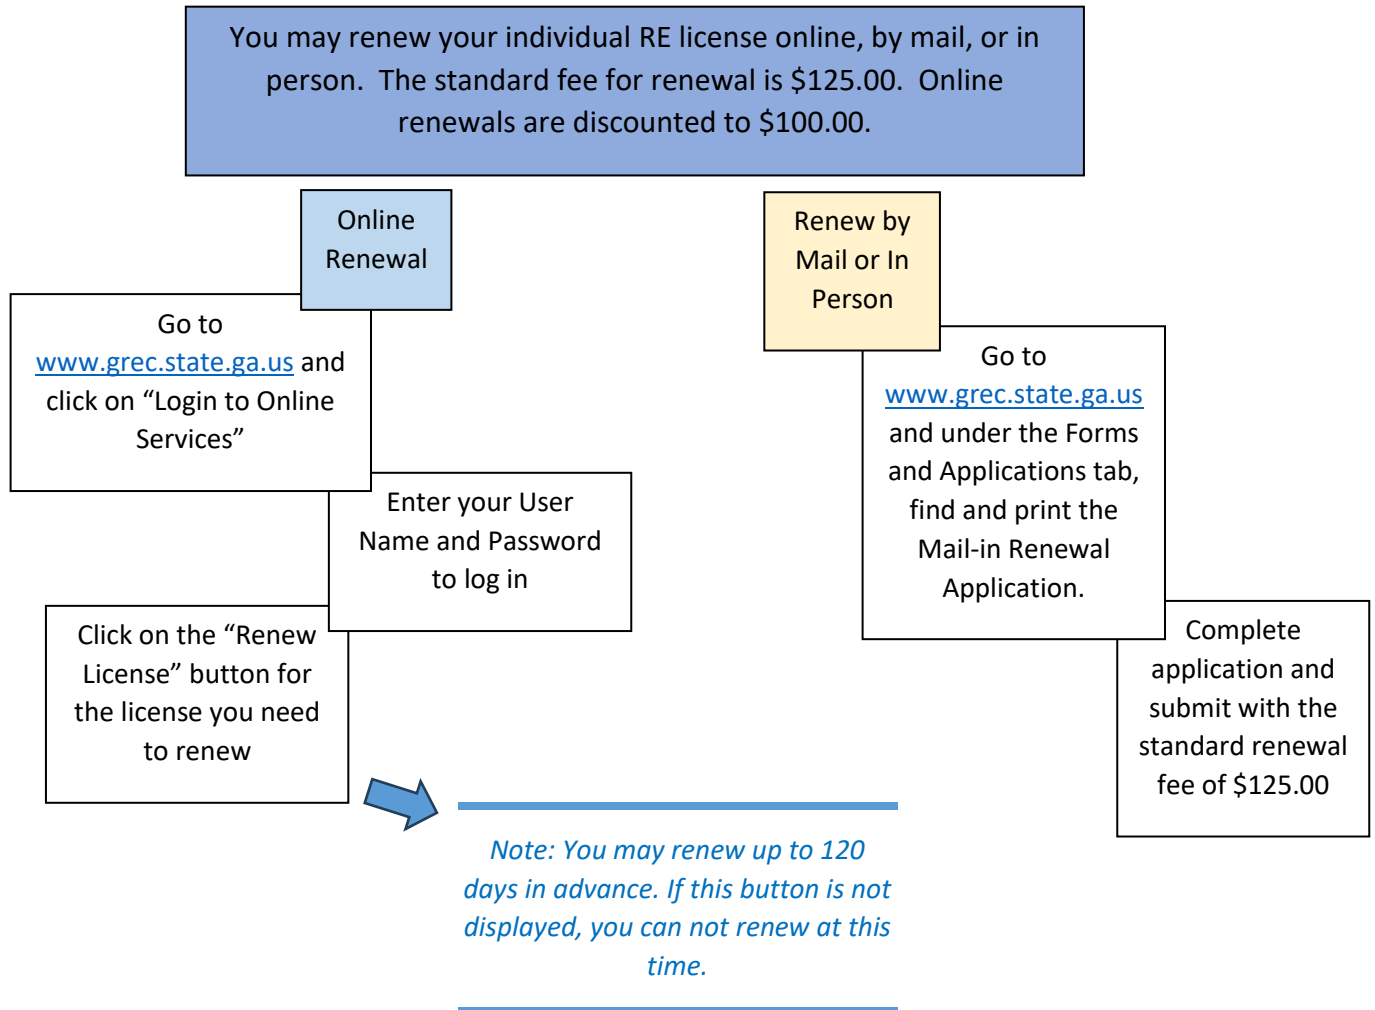 You may renew your individual RE license online, by mail, or in
person.  The standard fee for renewal is $125.00.  Online
renewals are discounted to $100.00.
Online
Renewal
Go to
www.grec.state.ga.us and
click on “Login to Online
Services”
Enter your User
Name and Password
to log in
Click on the “Renew
License” button for
the license you need
to renew
Note: You may renew up to 120
days in advance. If this button is not
displayed, you can not renew at this
time.
Renew by
Mail or In
Person
Go to
www.grec.state.ga.us
and under the Forms
and Applications tab,
find and print the
Mail-in Renewal
Application.
Complete
application and
submit with the
standard renewal
fee of $125.00